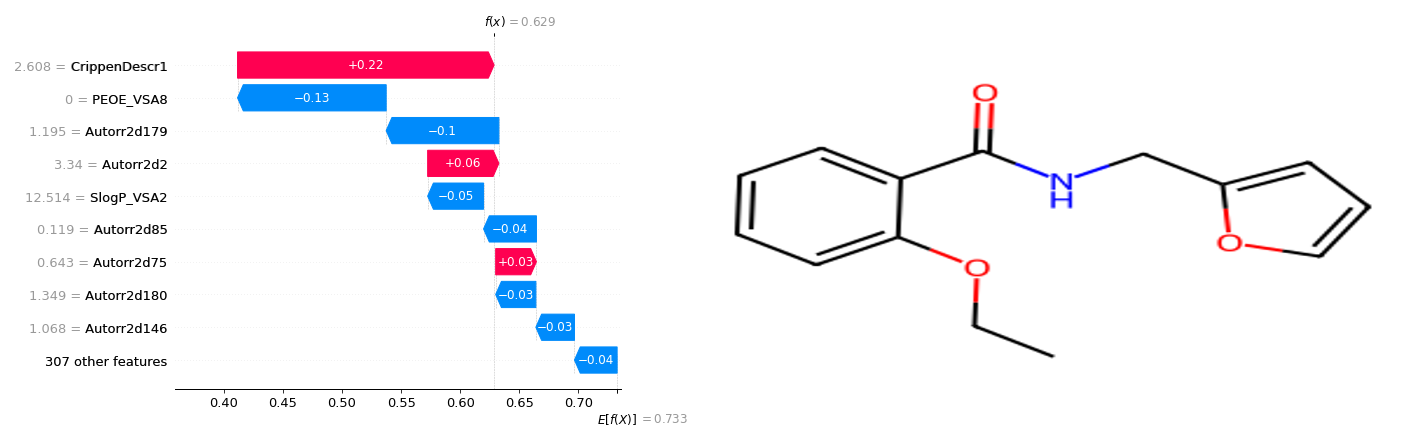 f(x) = 0.629
2.608 = CrippenDescr1
+0.22
0 = PEOE_VSA8
−0.13
1.195 = Autorr2d179
−0.1
3.34 = Autorr2d2
+0.06
12.514 = SlogP_VSA2
−0.05
0.119 = Autorr2d85
−0.04
0.643 = Autorr2d75
+0.03
1.349 = Autorr2d180
−0.03
1.068 = Autorr2d146
−0.03
307 other features
−0.04
0.40 0.45 0.50 0.55 0.60 0.65 0.70
E[f(X)] = 0.733
O
N
H
O
O